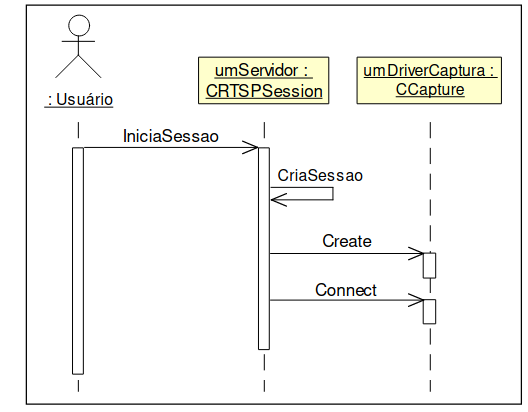 : Usuário
umServidor :
CRTSPSession
umDriverCaptura :
CCapture
IniciaSessao
CriaSessao
Create
Connect